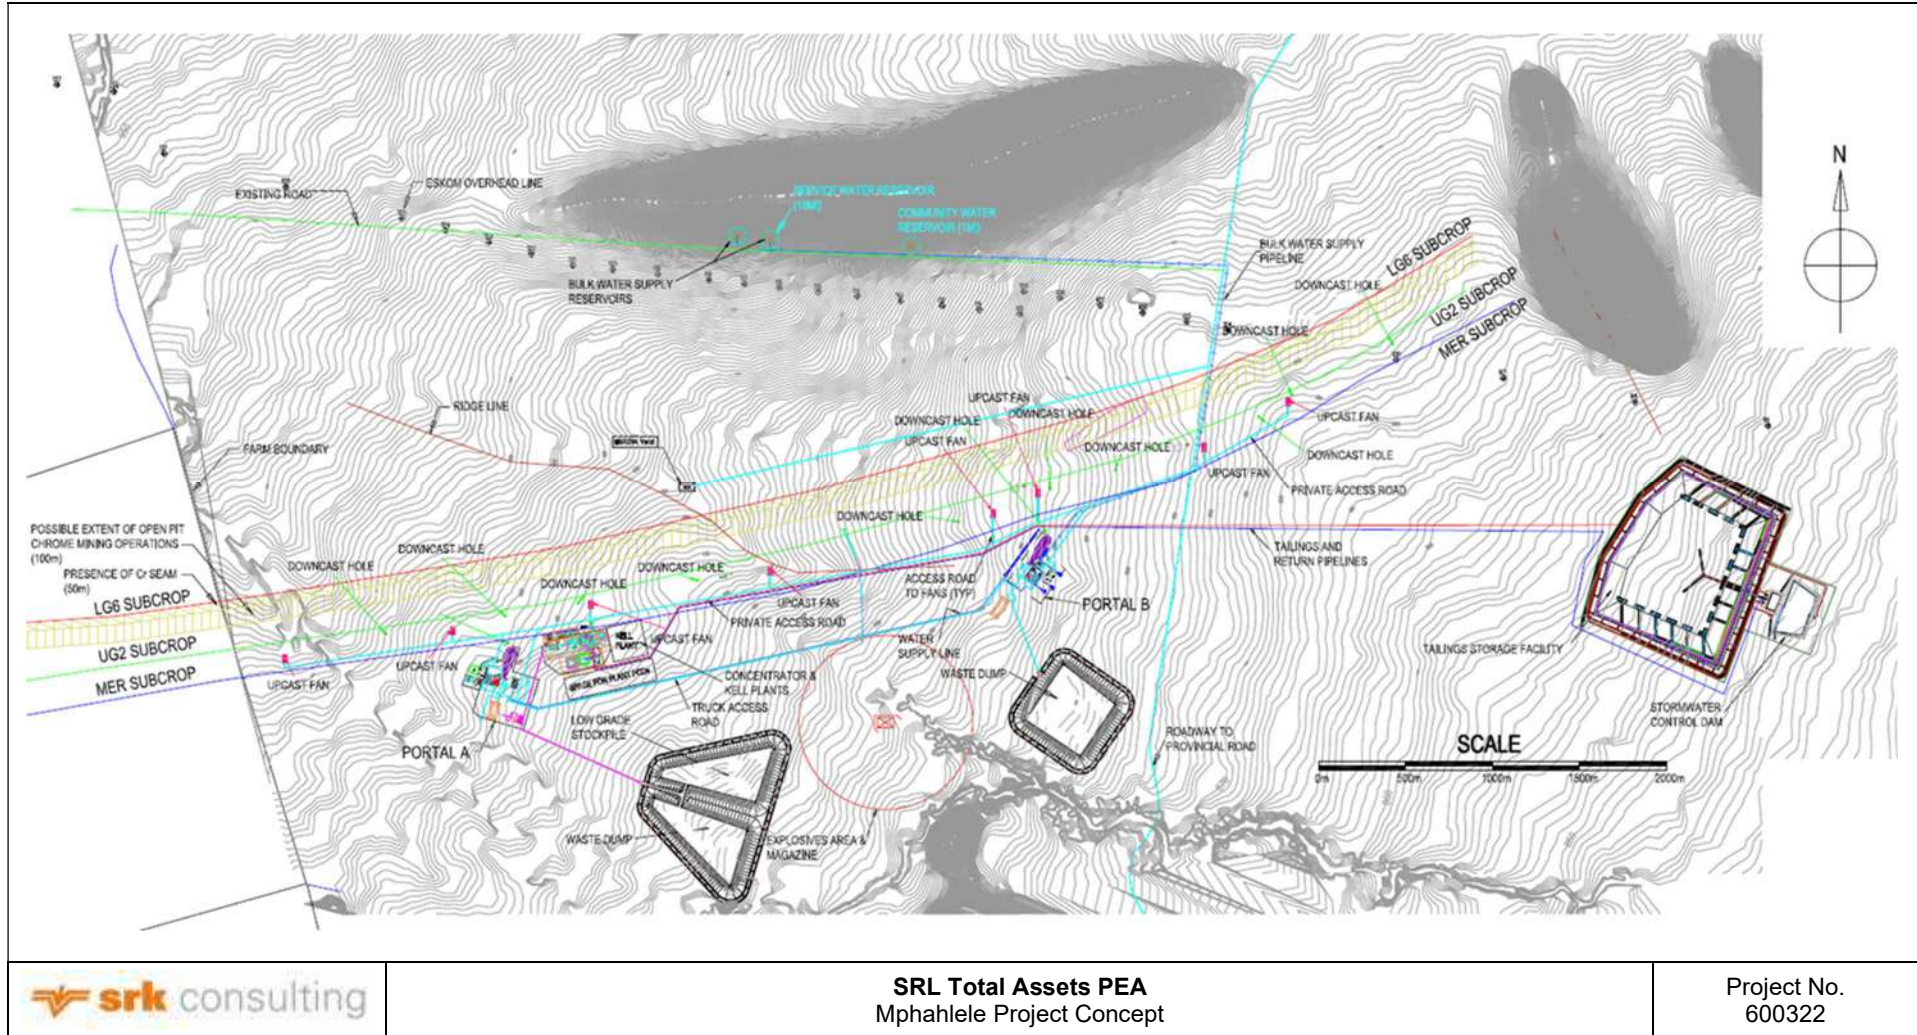 EXISTING ROAD
ESKOM OVERHEAD LINE
SERVICE WATER RESERVOIR
COMMUNITY WATER
RESERVOIR (1Ml)
BULK WATER SUPPLY
RESERVOIRS
BULK WATER SUPPLY
PIPELINE
DOWNCAST HOLE
LG6 SUBCROP
UG2 SUBCROP
MER SUBCROP
DOWNCAST HOLE
N
RIDGE LINE
FARM BOUNDARY
UPCAST FAN
DOWNCAST HOLE
DOWNCAST HOLE
UPCAST FAN
DOWNCAST HOLE
UPCAST FAN
DOWNCAST HOLE
UPCAST FAN
PRIVATE ACCESS ROAD
POSSIBLE EXTENT OF OPEN PIT
CHROME MINING OPERATIONS
(100m)
PRESENCE OF Cr SEAM
(50m)
LG6 SUBCROP
UG2 SUBCROP
MER SUBCROP
DOWNCAST HOLE
DOWNCAST HOLE
DOWNCAST HOLE
DOWNCAST HOLE
DOWNCAST HOLE
UPCAST FAN
PRIVATE ACCESS ROAD
ACCESS ROAD
TO FANS (TYP)
TAILINGS AND
RETURN PIPELINES
PORTAL B
WATER
SUPPLY LINE
WASTE DUMP
UPCAST FAN
UPCAST FAN
UPCAST FAN
KELL
PLANT
CONCENTRATOR &
KELL PLANTS
TRUCK ACCESS
ROAD
LOW GRADE
STOCKPILE
PORTAL A
WASTE DUMP
EXPLOSIVES AREA &
MAGAZINE
ROADWAY TO
PROVINCIAL ROAD
TAILINGS STORAGE FACILITY
STORMWATER
CONTROL DAM
SCALE
0m 500m 1000m 1500m 2000m
srk consulting
SRL Total Assets PEA
Mphahlele Project Concept
Project No.
600322